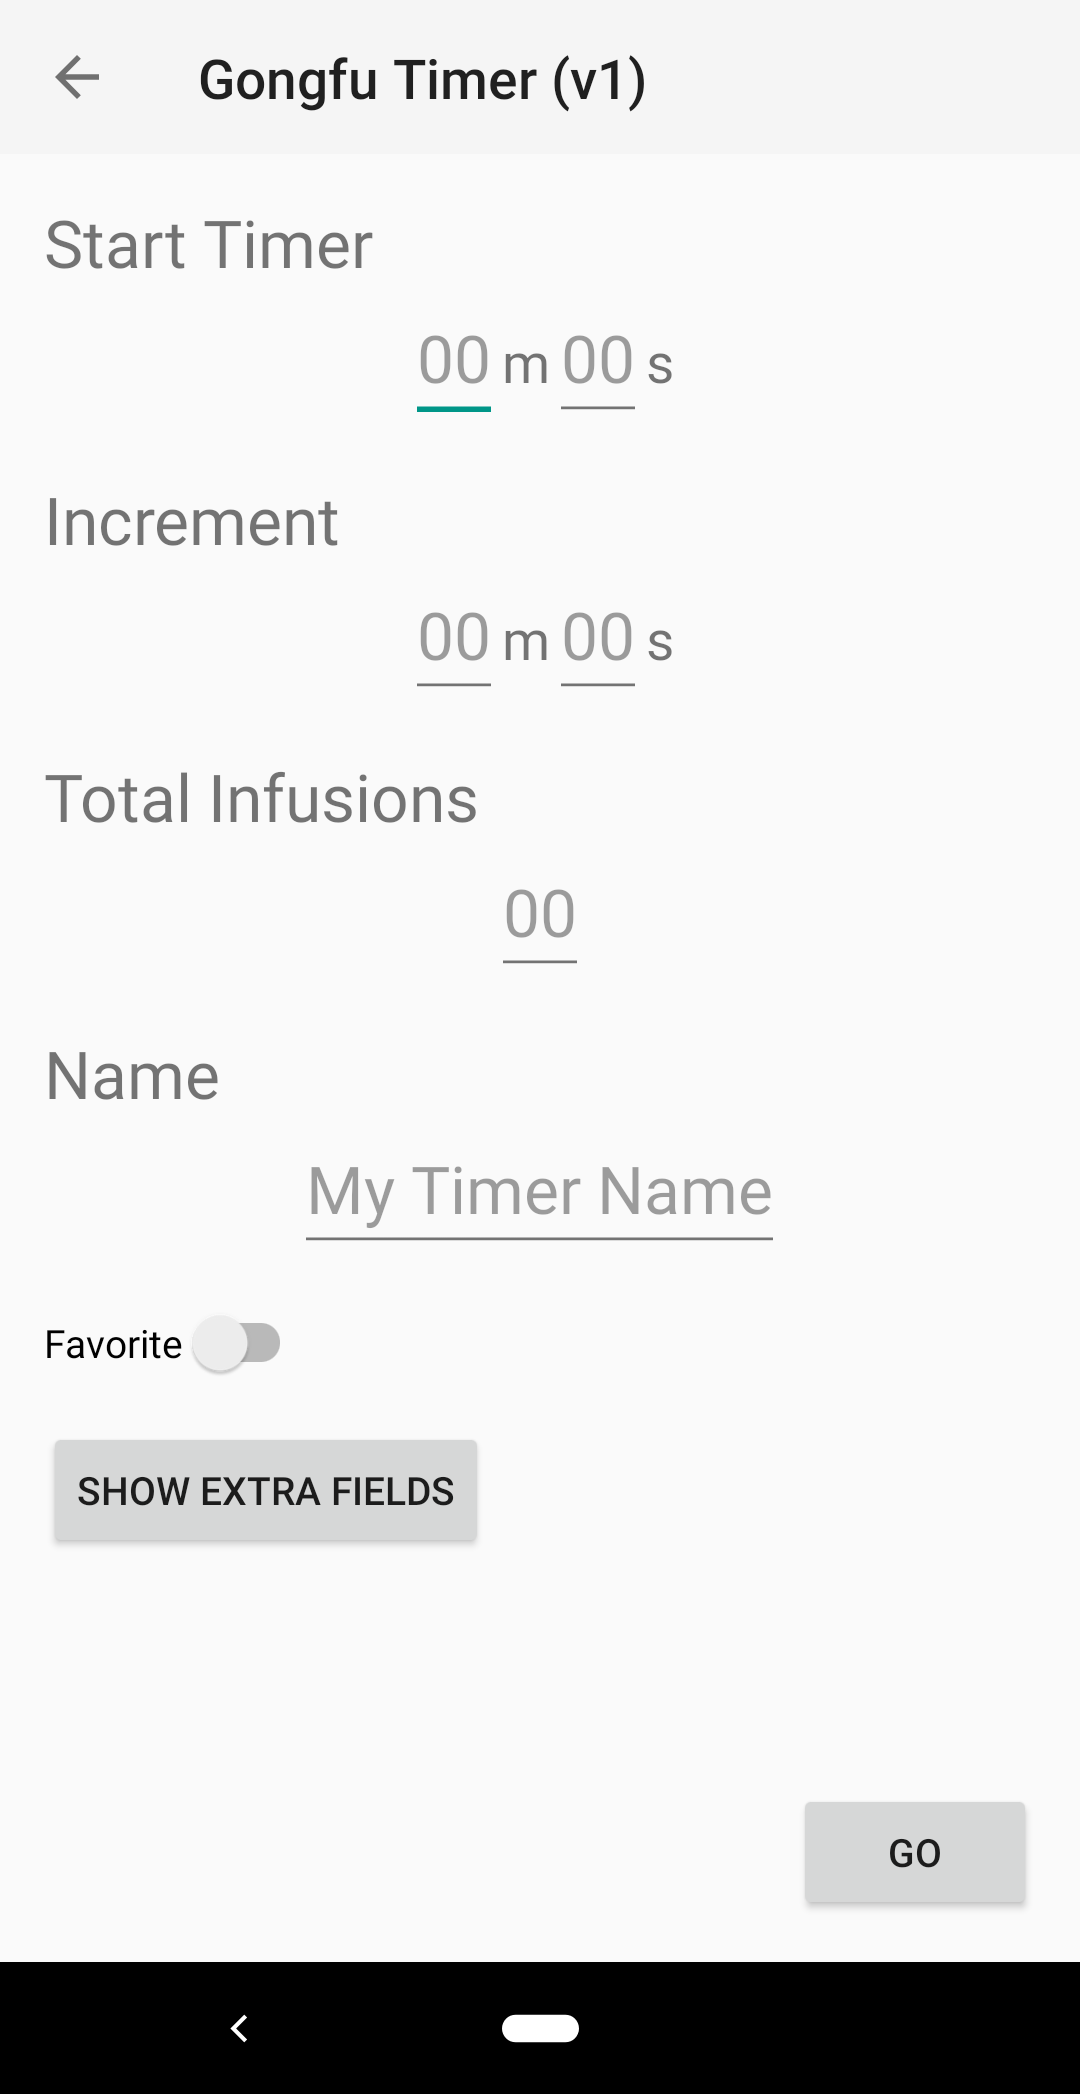 Gongfu Timer (v1)
Start Timer
00 m 00 s
Increment
00 m 00 s
Total Infusions
00
Name
My Timer Name
Favorite
SHOW EXTRA FIELDS
GO